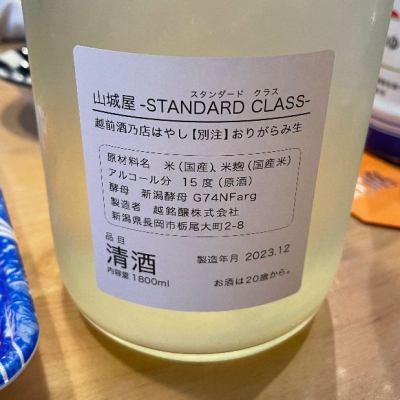 スタンダード クラス
山城屋 -STANDARD CLASS-
越前酒乃店はやし【別注】おりがらみ生
原材料名 米(国産)、米麹(国産米)
アルコール分 15度(原酒)
酵母 新潟酵母 G74NFarg
製造者 越銘醸株式会社
新潟県長岡市栃尾大町2-8
品目
清酒
製造年月 2023.12
内容量 1800ml
お酒は20歳から。